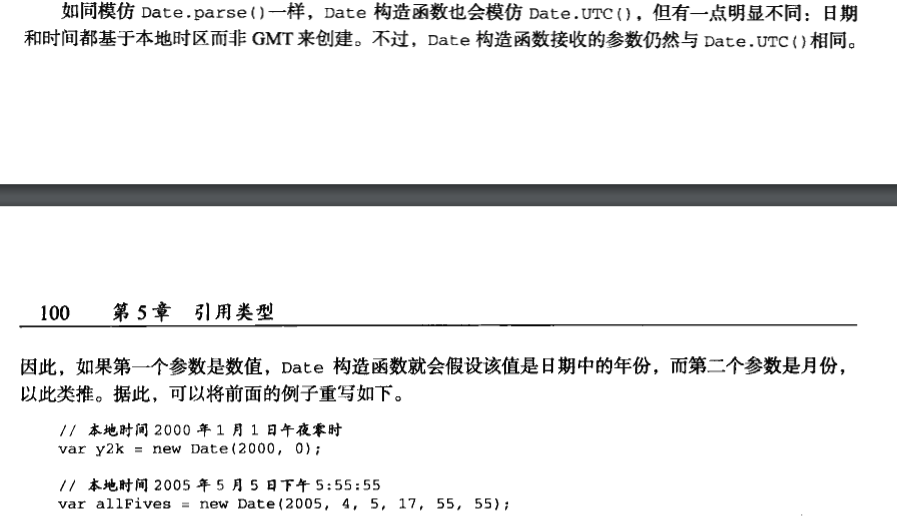 如同模仿 Date.parse()一样，Date 构造函数也会模仿 Date.UTC()，但有一点明显不同：日期
和时间都基于本地时区而非 GMT 来创建。不过，Date 构造函数接收的参数仍然与 Date.UTC()相同。
100 第 5 章 引用类型
因此，如果第一个参数是数值，Date 构造函数就会假设该值是日期中的年份，而第二个参数是月份，
以此类推。据此，可以将前面的例子重写如下。
// 本地时间 2000 年 1 月 1 日午夜零时
var y2k = new Date(2000, 0);
// 本地时间 2005 年 5 月 5 日下午 5:55:55
var allFives = new Date(2005, 4, 5, 17, 55, 55);